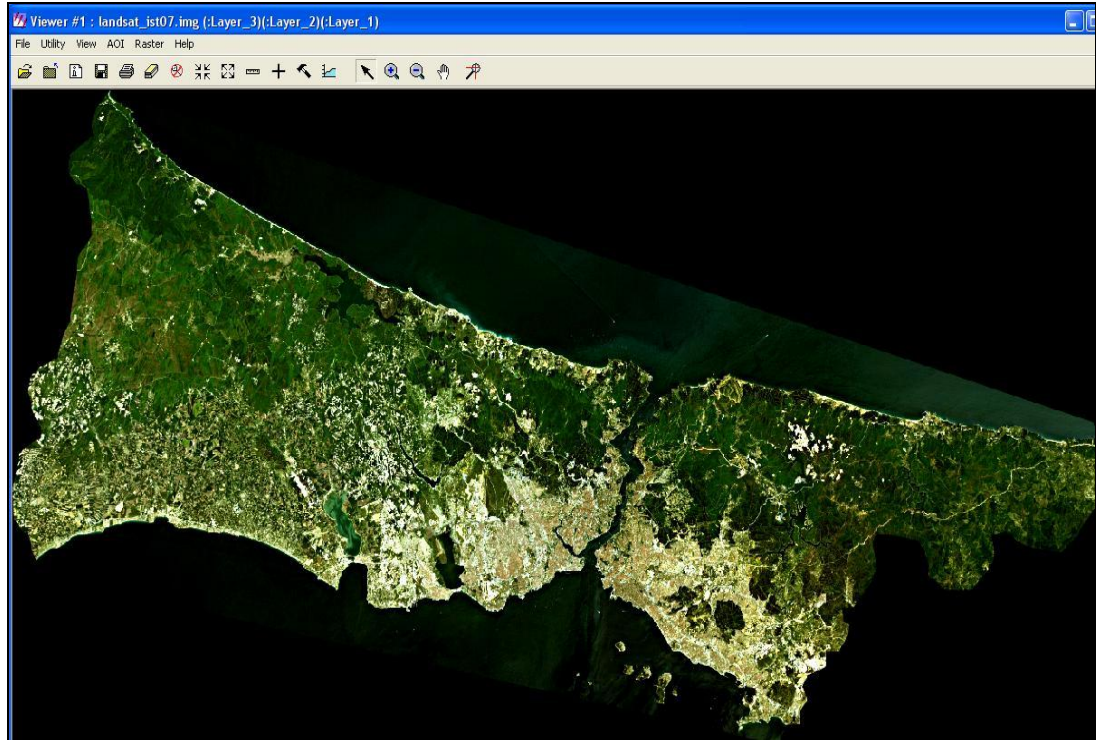 Viewer #1 : landsat_ist07.img (:Layer_3)(:Layer_2)(:Layer_1)
File Utility View AOI Raster Help